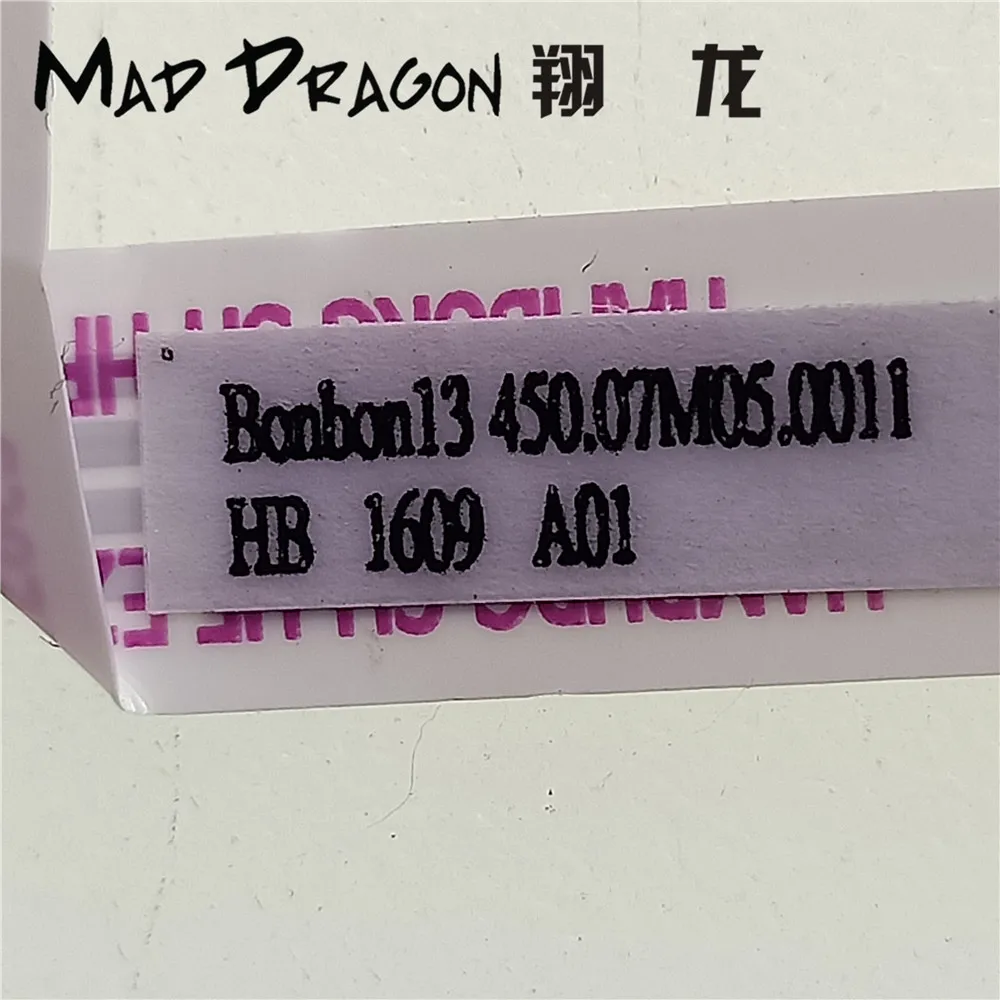 MAD DRAGON 翔 龙
Bonbon13 450.07M05.0011
HB 1609 A01